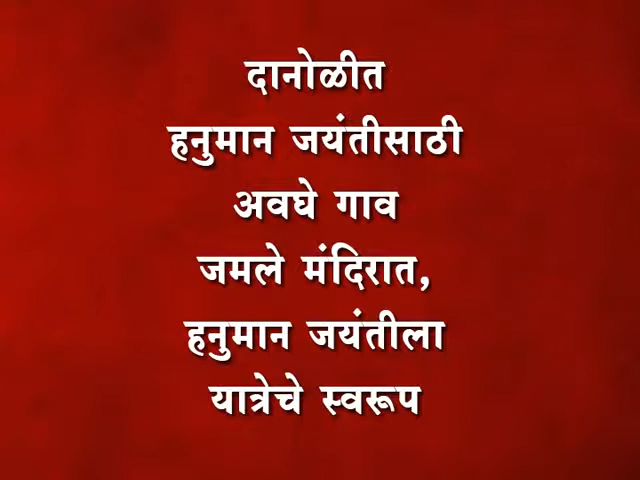 दानोळीत
हनुमान जयंतीसाठी
अवघे गाव
जमले मंदिरात,
हनुमान जयंतीला
यात्रेचे स्वरूप